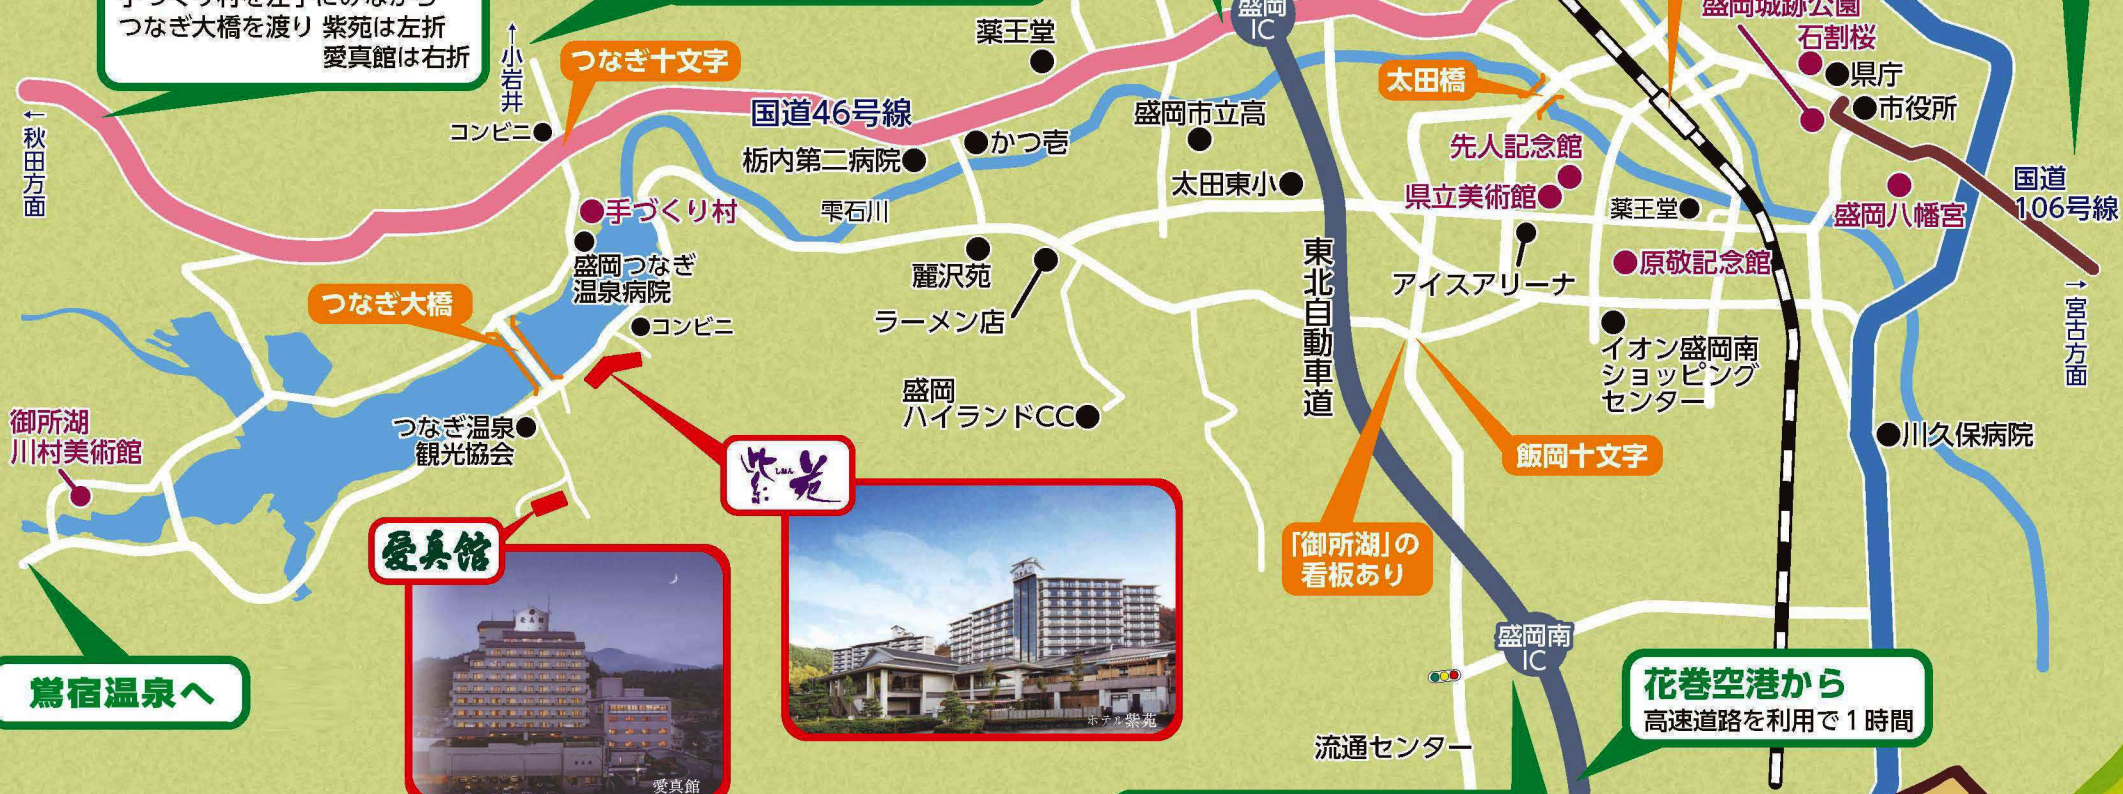 つなぎ大橋を渡り 紫苑は左折
愛真館は右折
←秋田方面
←小岩井
つなぎ十文字
コンビニ
国道46号線
栃内第二病院
かつ壱
薬王堂
盛岡
IC
盛岡市立高
太田東小
太田橋
先人記念館
県立美術館
アイスアリーナ
薬王堂
原敬記念館
盛岡城跡公園
石割桜
県庁
市役所
盛岡八幡宮
国道
106号線
→宮古方面
手づくり村
盛岡つなぎ
温泉病院
コンビニ
雫石川
麗沢苑
ラーメン店
盛岡
ハイランドCC
東北自動車道
つなぎ大橋
つなぎ温泉
観光協会
御所湖
川村美術館
イオン盛岡南
ショッピング
センター
川久保病院
飯岡十文字
「御所湖」の
看板あり
紫苑
しおん
ホテル紫苑
愛真館
愛真館
愛真館
鶯宿温泉へ
盛岡南
IC
花巻空港から
高速道路を利用で1時間
流通センター